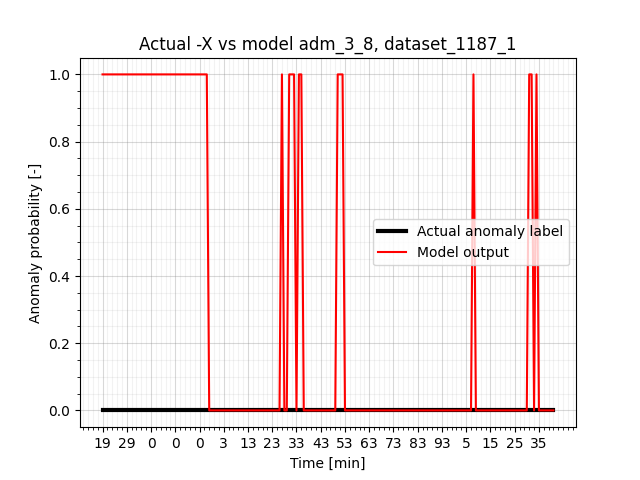 Actual -X vs model adm_3_8, dataset_1187_1
Anomaly probability [-]
1.0
0.8
0.6
0.4
0.2
0.0
Actual anomaly label
Model output
19 29 0 0 0 3 13 23 33 43 53 63 73 83 93 5 15 25 35
Time [min]